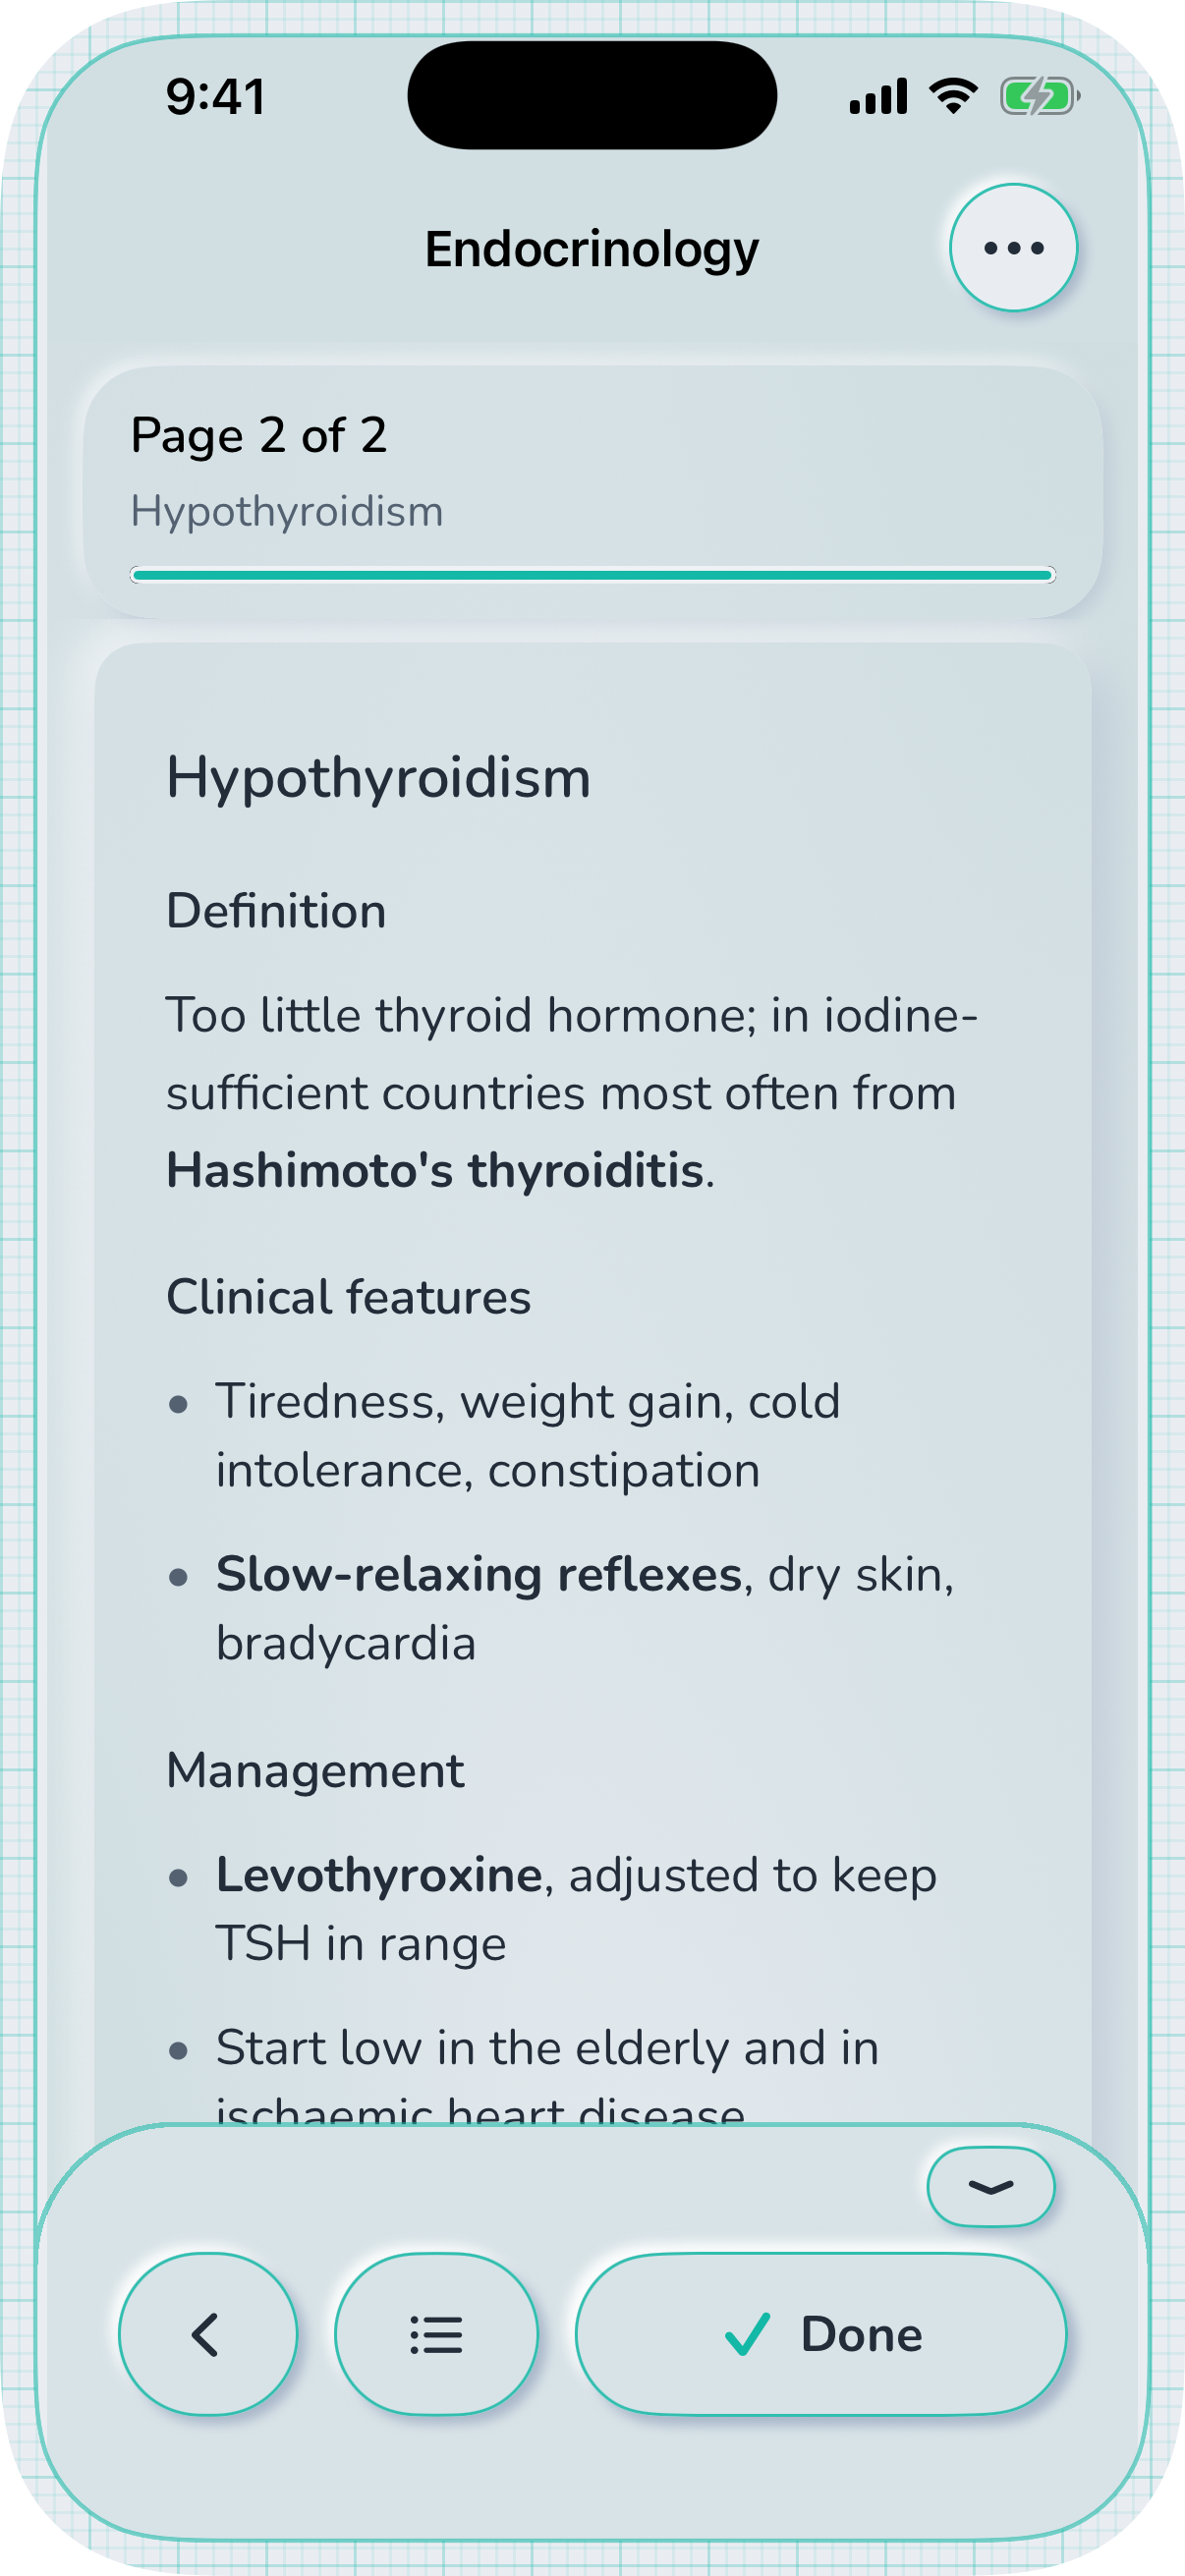 9:41
Endocrinology
Page 2 of 2
Hypothyroidism
Hypothyroidism
Definition
Too little thyroid hormone; in iodine-
sufficient countries most often from
Hashimoto's thyroiditis.
Clinical features
Tiredness, weight gain, cold
intolerance, constipation
Slow-relaxing reflexes, dry skin,
bradycardia
Management
Levothyroxine, adjusted to keep
TSH in range
Start low in the elderly and in
ischaemic heart disease
Done